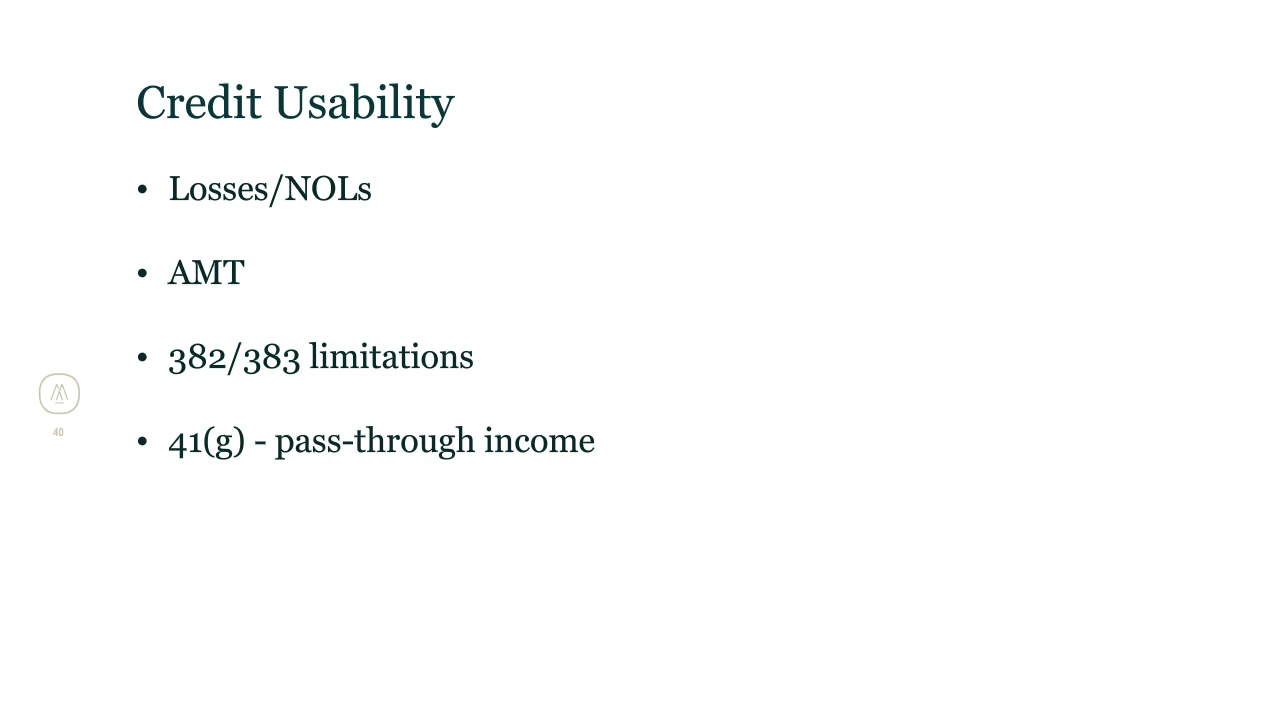 Credit Usability
• Losses/NOLs
• AMT
• 382/383 limitations
• 41(g) - pass-through income
40